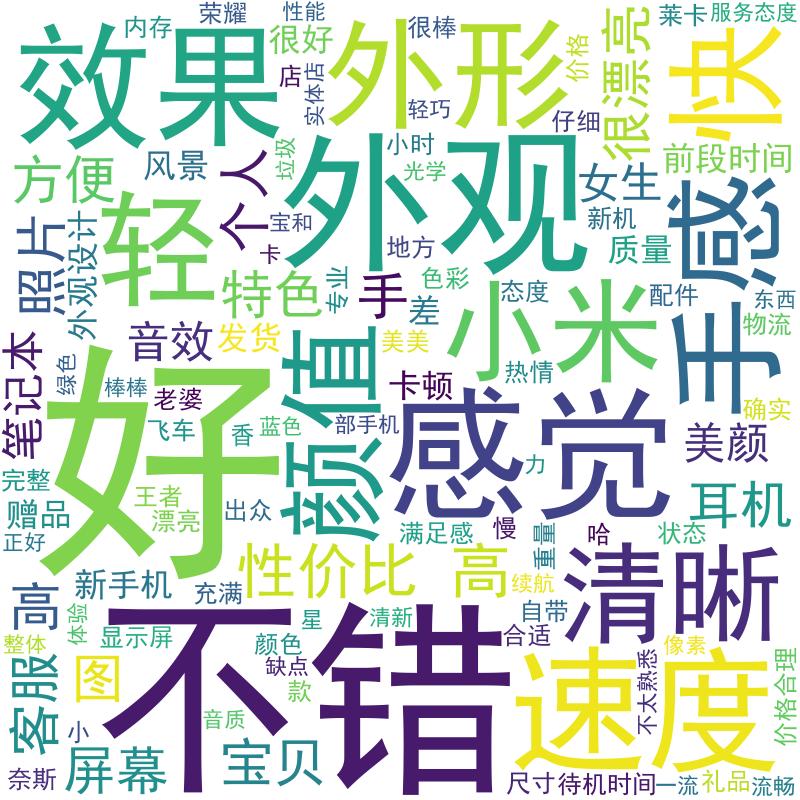 内存
荣耀
性能
效果
外形
很好
很棒
店
实体店
轻巧
价格
仔细
很漂亮
莱卡
服务态度
快
方便
风景
个人
垃圾
小时
光学
外观
女生
前段时间
手感
照片
外观设计
轻
宝和
卡
地方
新机
质量
特色
专业
手
差
色彩
态度
配件
东西
物流
笔记本
音效
发货
颜值
美美
小米
热情
绿色
棒棒
老婆
卡顿
部手机
确实
好
飞车
香
蓝色
感觉
力
美颜
完整
赠品
正好
王者
漂亮
出众
满足感
慢
重量
哈
耳机
状态
高
新手机
充满
性价比
高
续航
清晰
整体
体验
显示屏
颜色
星
清新
自带
合适
像素
客服
图
缺点
款
不错
速度
不太熟悉
价格合理
小
音质
奈斯
屏幕
宝贝
尺寸
待机时间
一流
礼品
流畅